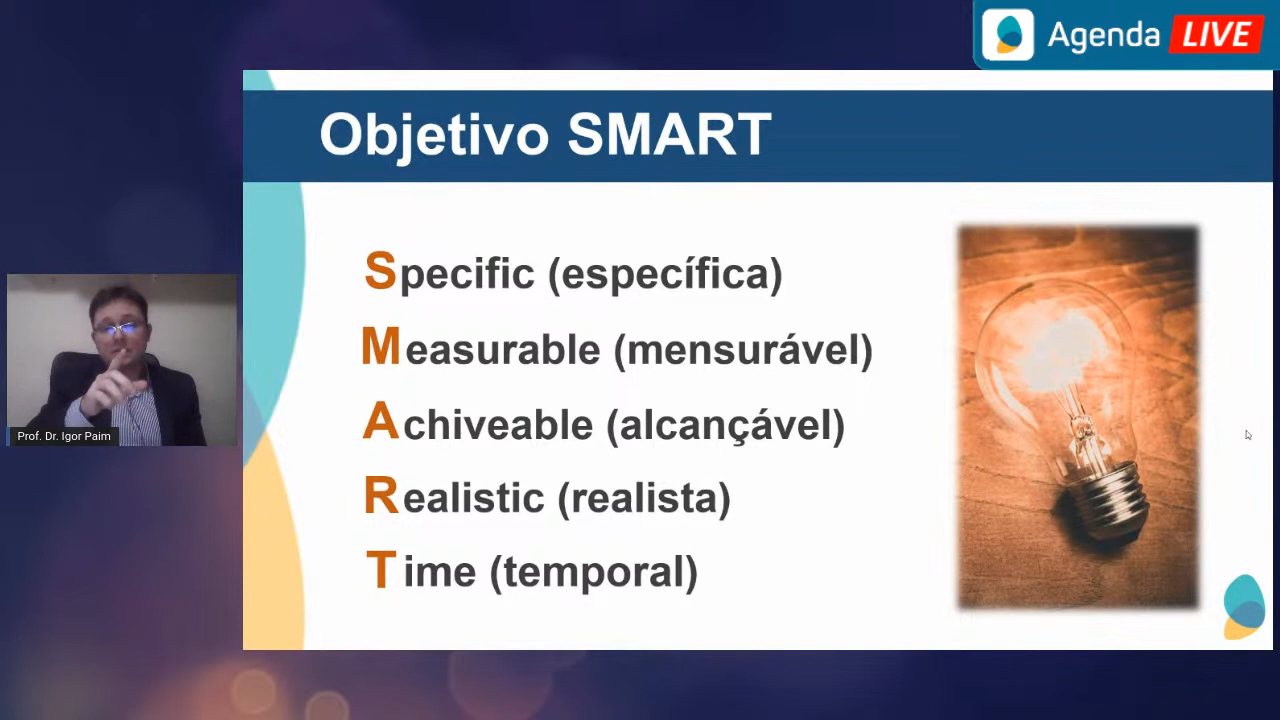 Agenda LIVE
Objetivo SMART
Specific (específica)
Measurable (mensurável)
Achiveable (alcançável)
Realistic (realista)
Time (temporal)
Prof. Dr. Igor Paim